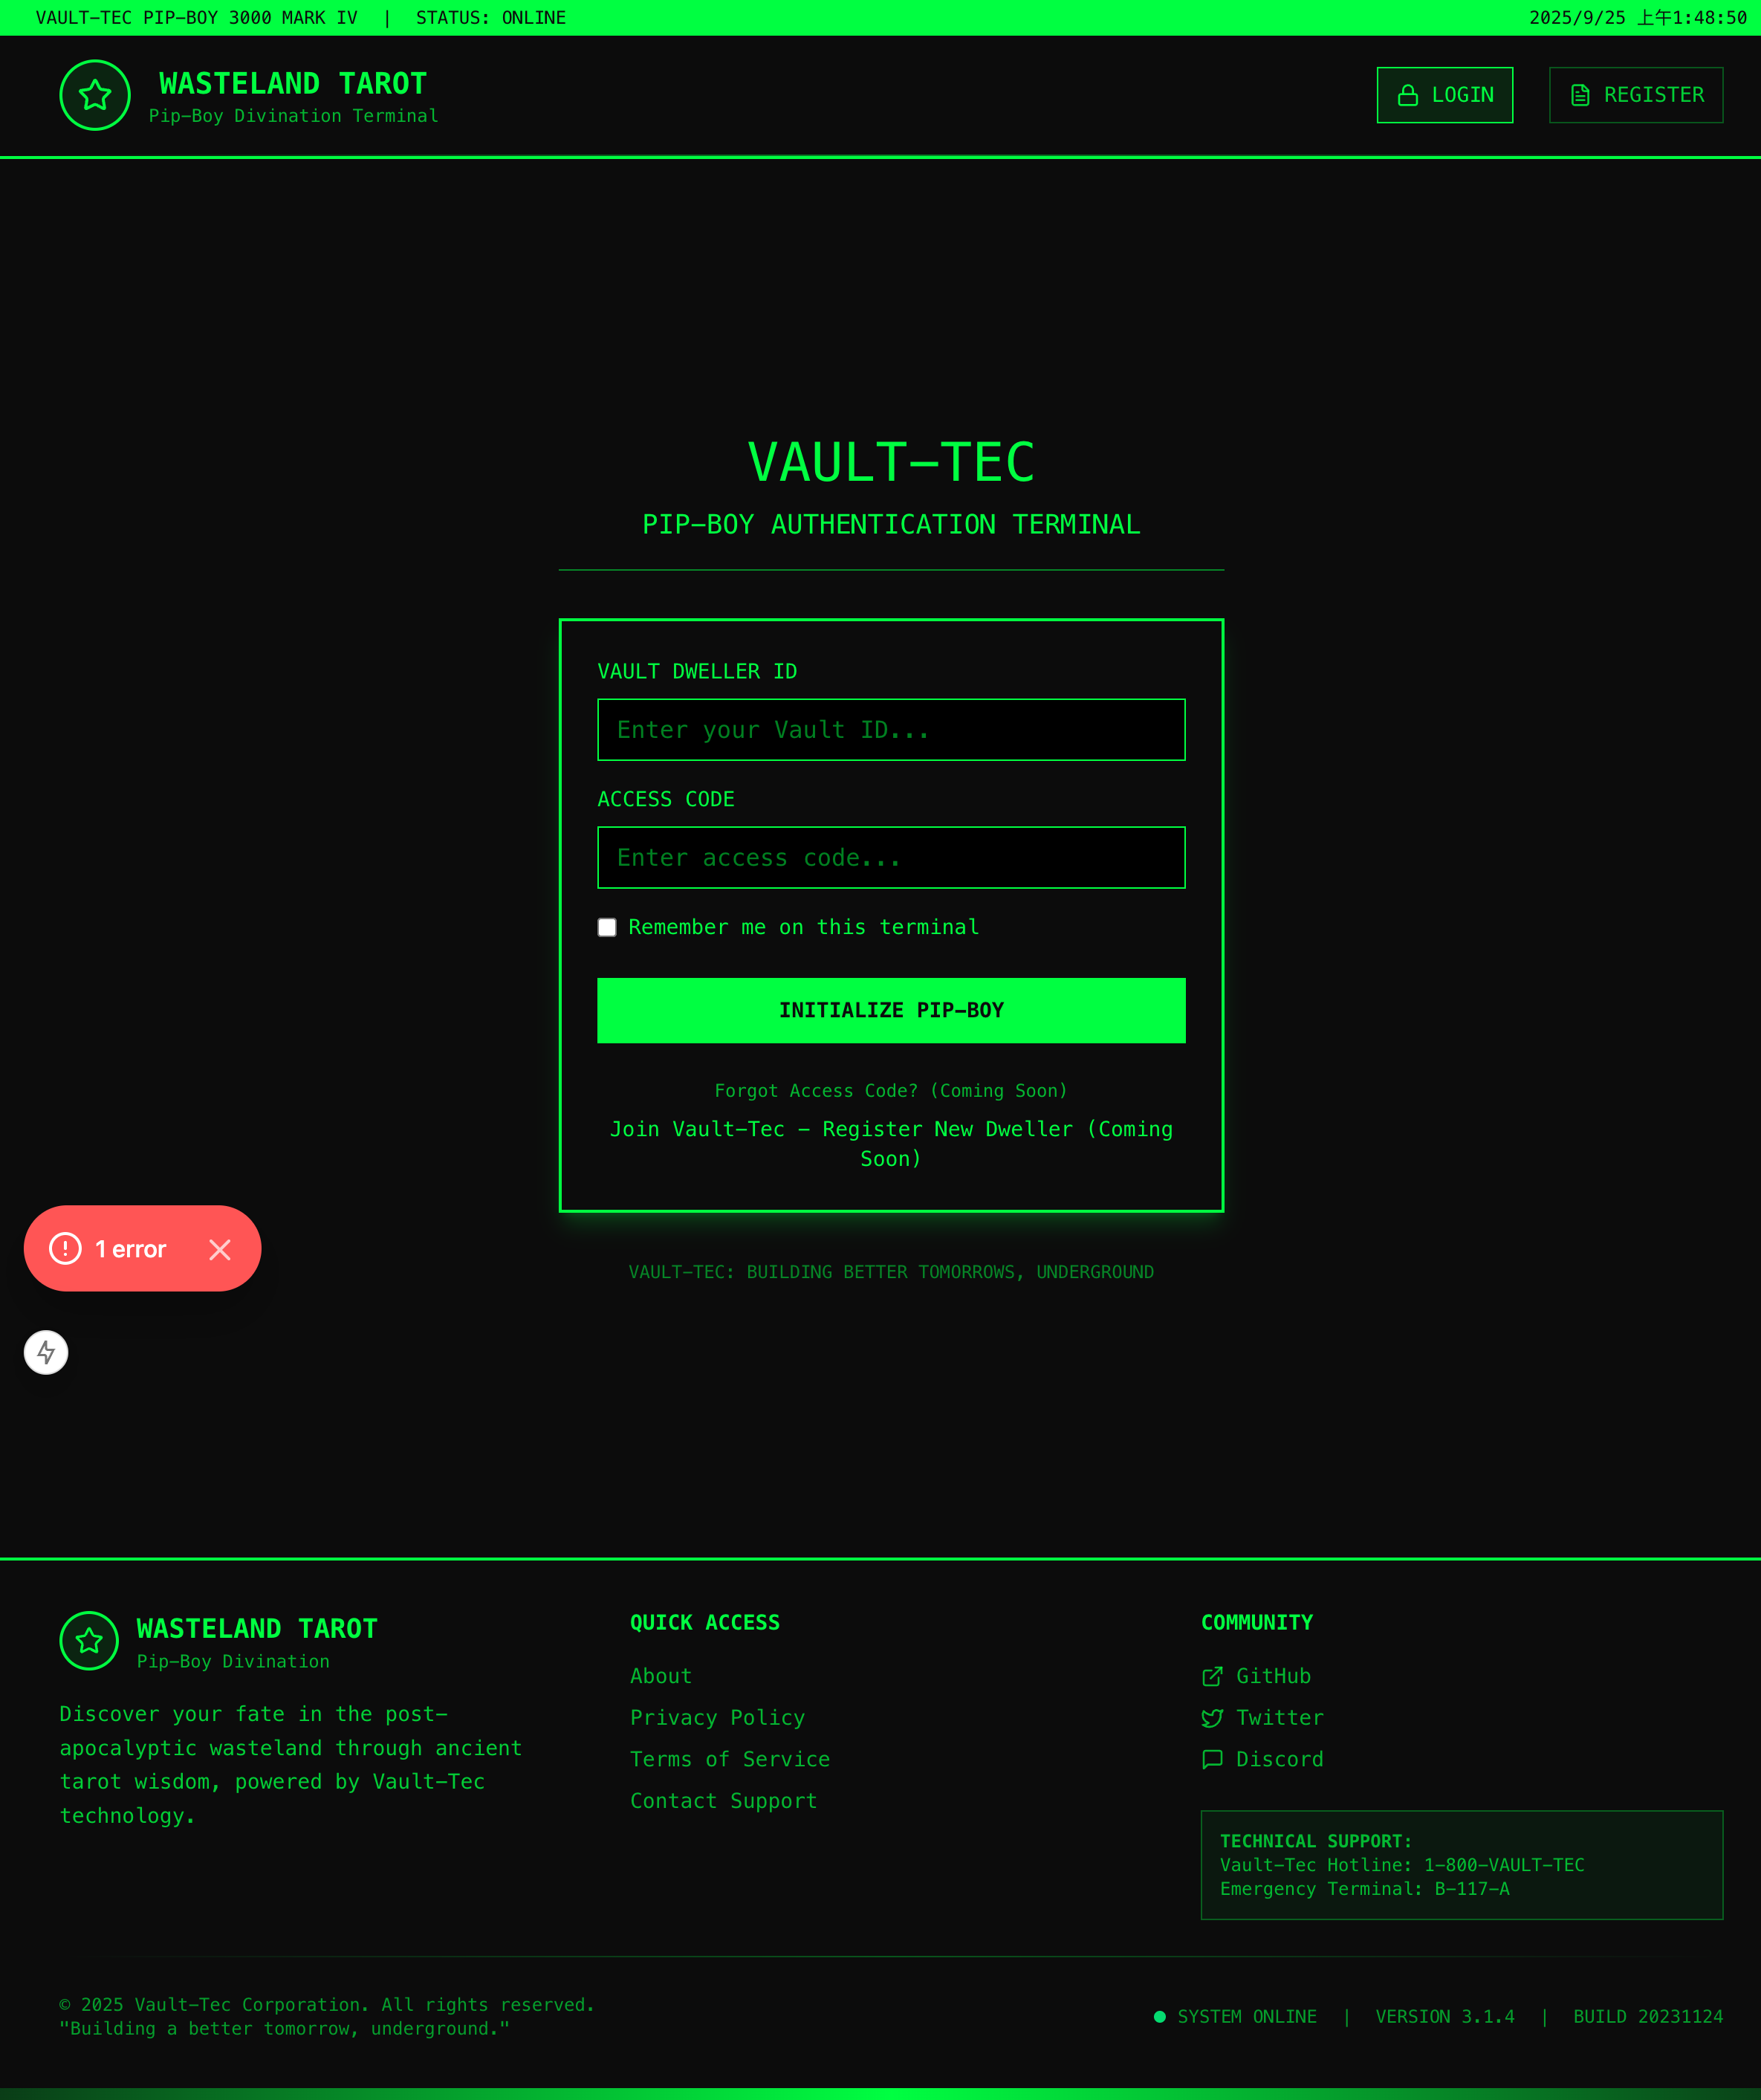 VAULT-TEC PIP-BOY 3000 MARK IV | STATUS: ONLINE
2025/9/25 上午1:48:50
WASTELAND TAROT
Pip-Boy Divination Terminal
LOGIN
REGISTER
VAULT-TEC
PIP-BOY AUTHENTICATION TERMINAL
VAULT DWELLER ID
Enter your Vault ID...
ACCESS CODE
Enter access code...
Remember me on this terminal
INITIALIZE PIP-BOY
Forgot Access Code? (Coming Soon)
Join Vault-Tec - Register New Dweller (Coming
Soon)
1 error
VAULT-TEC: BUILDING BETTER TOMORROWS, UNDERGROUND
WASTELAND TAROT
Pip-Boy Divination
Discover your fate in the post-
apocalyptic wasteland through ancient
tarot wisdom, powered by Vault-Tec
technology.
QUICK ACCESS
About
Privacy Policy
Terms of Service
Contact Support
COMMUNITY
GitHub
Twitter
Discord
TECHNICAL SUPPORT:
Vault-Tec Hotline: 1-800-VAULT-TEC
Emergency Terminal: B-117-A
© 2025 Vault-Tec Corporation. All rights reserved.
"Building a better tomorrow, underground."
SYSTEM ONLINE | VERSION 3.1.4 | BUILD 20231124